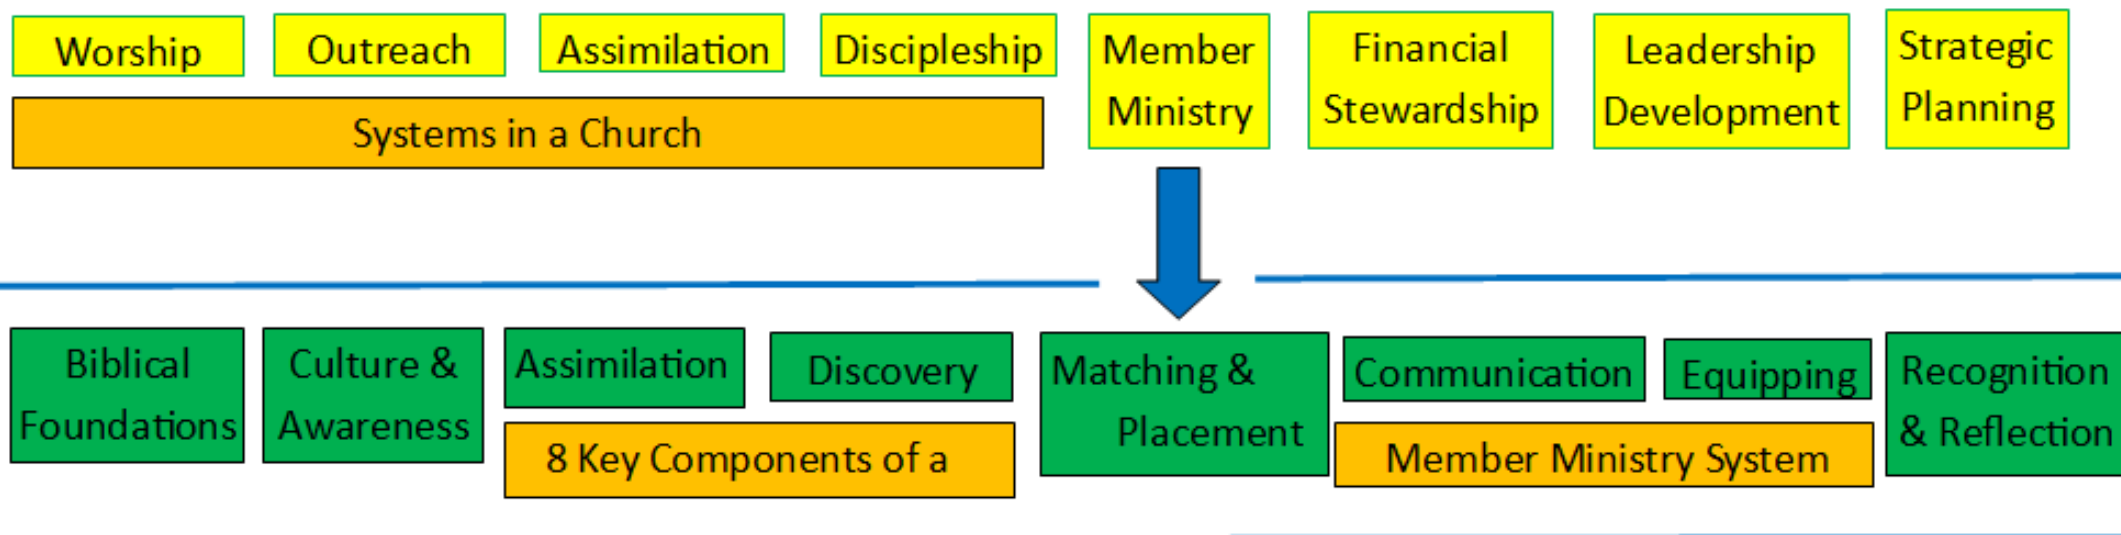 Worship
Outreach
Assimilation
Discipleship
Member
Ministry
Financial
Stewardship
Leadership
Development
Strategic
Planning
Systems in a Church
Biblical
Foundations
Culture &
Awareness
Assimilation
Discovery
Matching &
Placement
Communication
Equipping
Recognition
& Reflection
8 Key Components of a
Member Ministry System